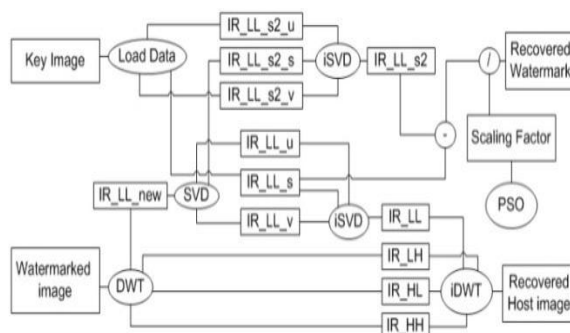 IR_LL_s2_u
Key Image
Load Data
IR_LL_s2_s
iSVD
IR_LL_s2
/
Recovered
Watermark
IR_LL_s2_v
-
Scaling Factor
IR_LL_u
IR_LL_s
PSO
IR_LL_new
SVD
IR_LL_v
iSVD
IR_LL
IR_LH
Watermarked
image
DWT
IR_HL
iDWT
Recovered
Host image
IR_HH